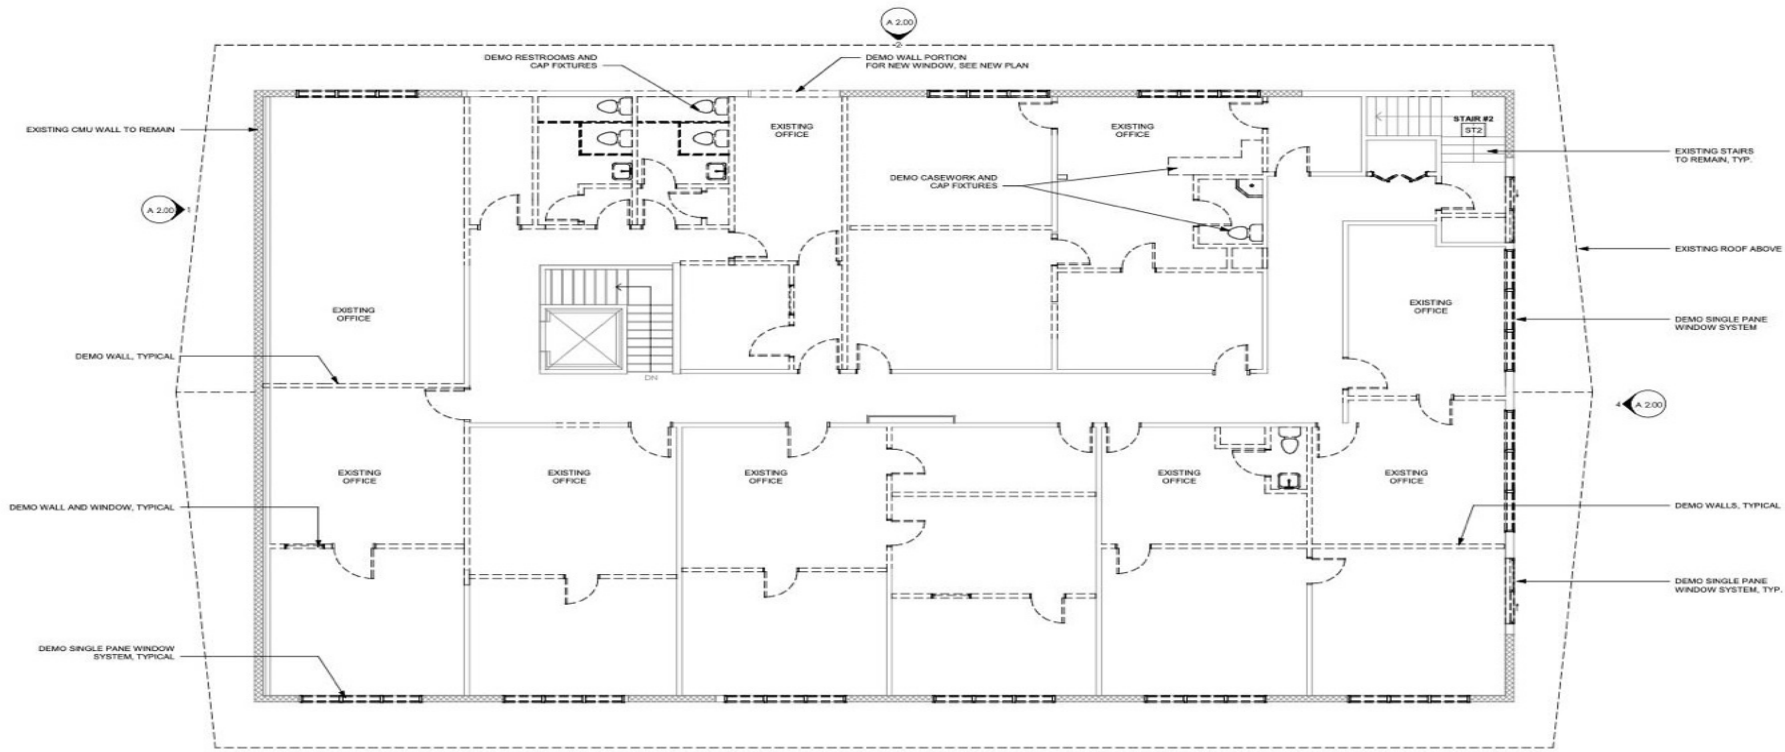 A 2.00
2
DEMO RESTROOMS AND
CAP FIXTURES
DEMO WALL PORTION
FOR NEW WINDOW, SEE NEW PLAN
EXISTING CMU WALL TO REMAIN
EXISTING
OFFICE
EXISTING
OFFICE
STAIR #2
ST2
EXISTING STAIRS
TO REMAIN, TYP.
DEMO CASEWORK AND
CAP FIXTURES
A 2.00
1
EXISTING ROOF ABOVE
EXISTING
OFFICE
EXISTING
OFFICE
DEMO SINGLE PANE
WINDOW SYSTEM
DEMO WALL, TYPICAL
DN
4
A 2.00
EXISTING
OFFICE
EXISTING
OFFICE
EXISTING
OFFICE
EXISTING
OFFICE
EXISTING
OFFICE
DEMO WALL AND WINDOW, TYPICAL
DEMO WALLS, TYPICAL
DEMO SINGLE PANE
WINDOW SYSTEM, TYP.
DEMO SINGLE PANE WINDOW
SYSTEM, TYPICAL